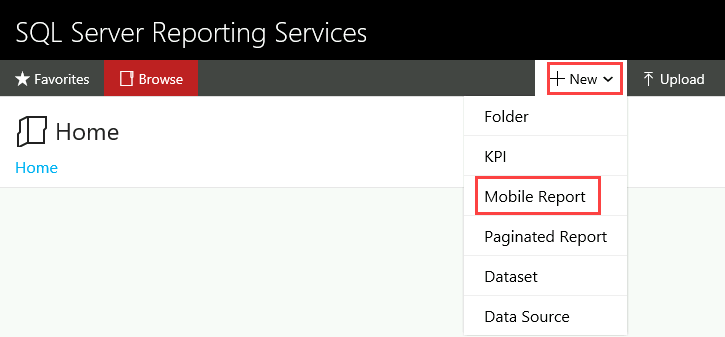 SQL Server Reporting Services
Favorites Browse New Upload
Home
Home
Folder
KPI
Mobile Report
Paginated Report
Dataset
Data Source